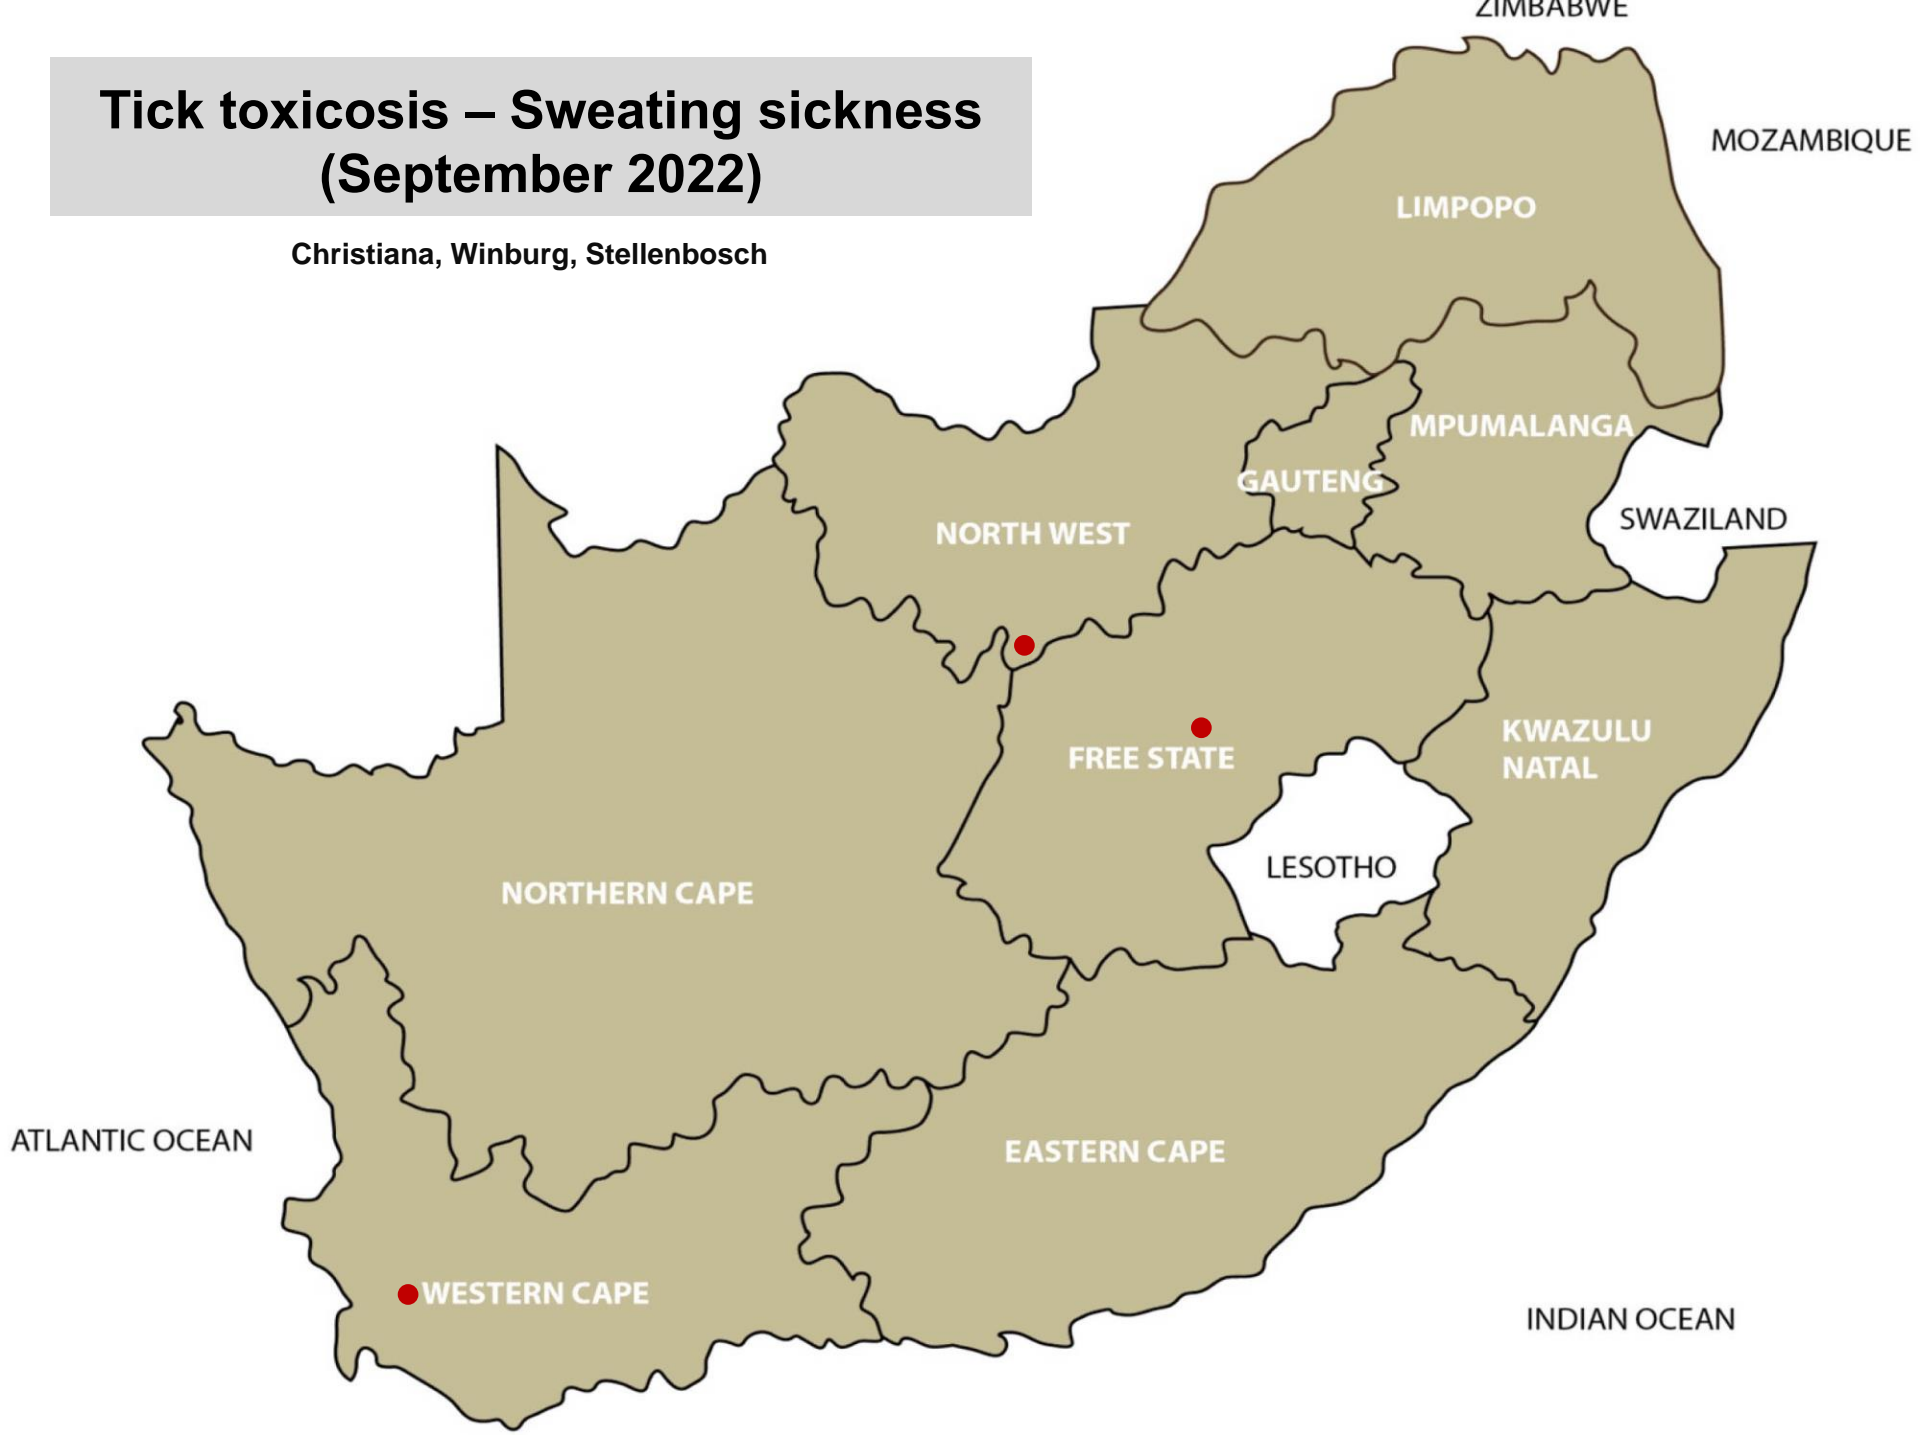 ZIMBABWE
Tick toxicosis – Sweating sickness
(September 2022)
MOZAMBIQUE
LIMPOPO
Christiana, Winburg, Stellenbosch
MPUMALANGA
GAUTENG
SWAZILAND
NORTH WEST
KWAZULU
NATAL
FREE STATE
LESOTHO
NORTHERN CAPE
ATLANTIC OCEAN
EASTERN CAPE
WESTERN CAPE
INDIAN OCEAN